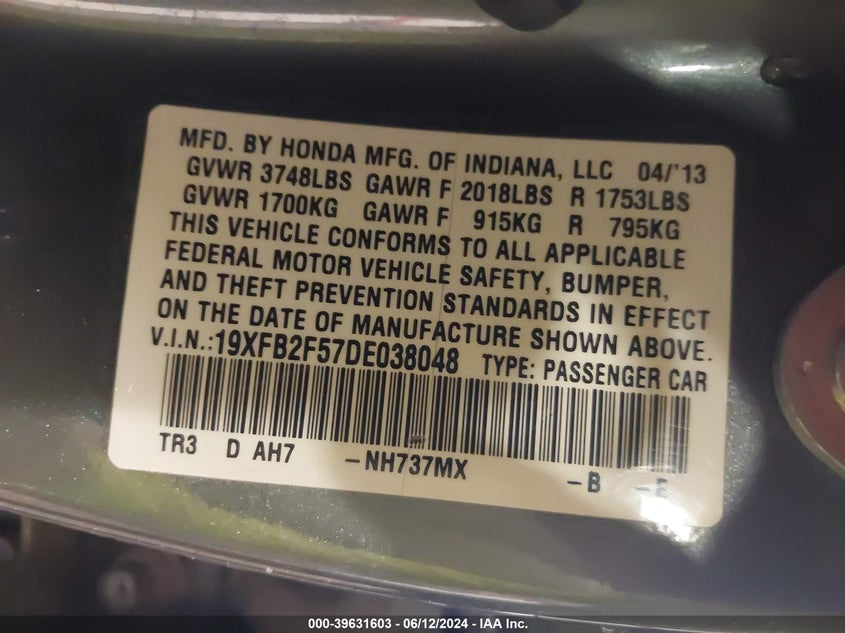 MFD. BY HONDA MFG. OF INDIANA, LLC 04/'13
GVWR 3748LBS GAWR F 2018LBS R 1753LBS
GVWR 1700KG GAWR F 915KG R 795KG
THIS VEHICLE CONFORMS TO ALL APPLICABLE
FEDERAL MOTOR VEHICLE SAFETY, BUMPER,
AND THEFT PREVENTION STANDARDS IN EFFECT
ON THE DATE OF MANUFACTURE SHOWN ABOVE.
V.I.N.:19XFB2F57DE038048 TYPE: PASSENGER CAR
TR3 D AH7 -NH737MX -B
000-39631603 - 06/12/2024 - IAA Inc.